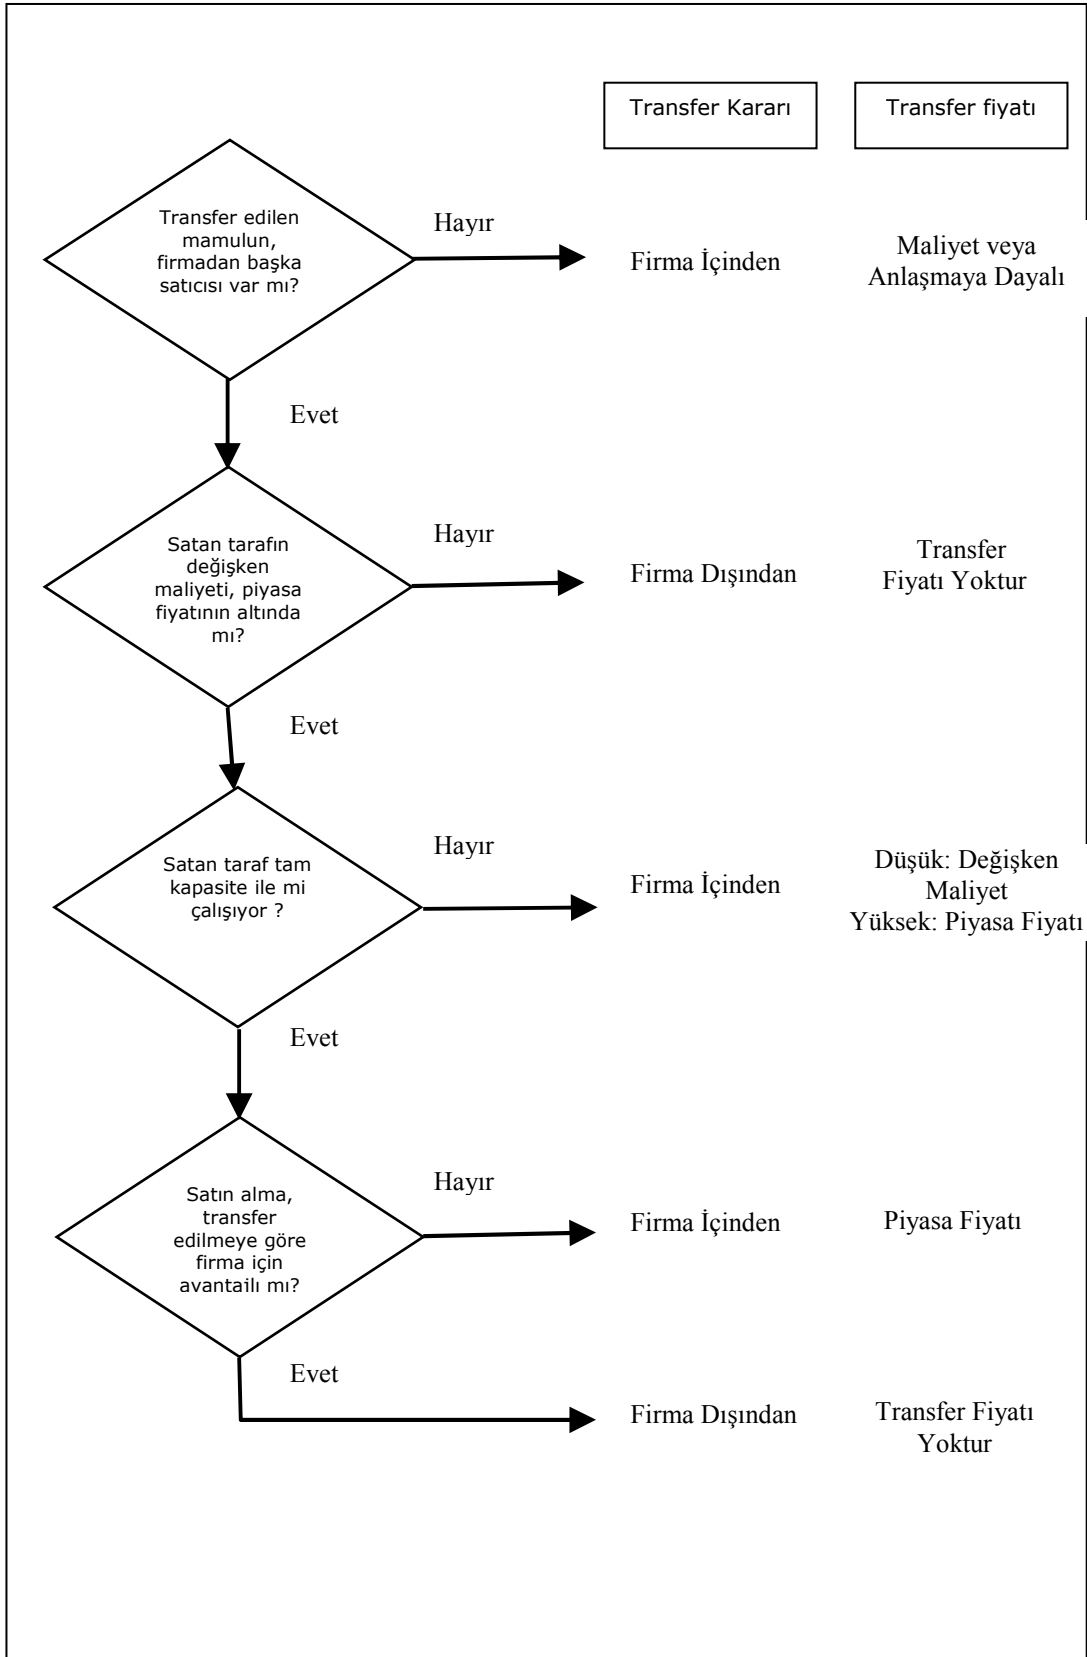 Transfer Kararı
Transfer fiyatı
Transfer edilen
mamulun,
firmadan başka
satıcısı var mı?
Hayır
Firma İçinden
Maliyet veya
Anlaşmaya Dayalı
Evet
Satan tarafın
değişken
maliyeti, piyasa
fiyatının altında
mı?
Hayır
Firma Dışından
Transfer
Fiyatı Yoktur
Evet
Satan taraf tam
kapasite ile mi
çalışıyor ?
Hayır
Firma İçinden
Düşük: Değişken
Maliyet
Yüksek: Piyasa Fiyatı
Evet
Satın alma,
transfer
edilmeye göre
firma için
avantailı mı?
Hayır
Firma İçinden
Piyasa Fiyatı
Evet
Firma Dışından
Transfer Fiyatı
Yoktur